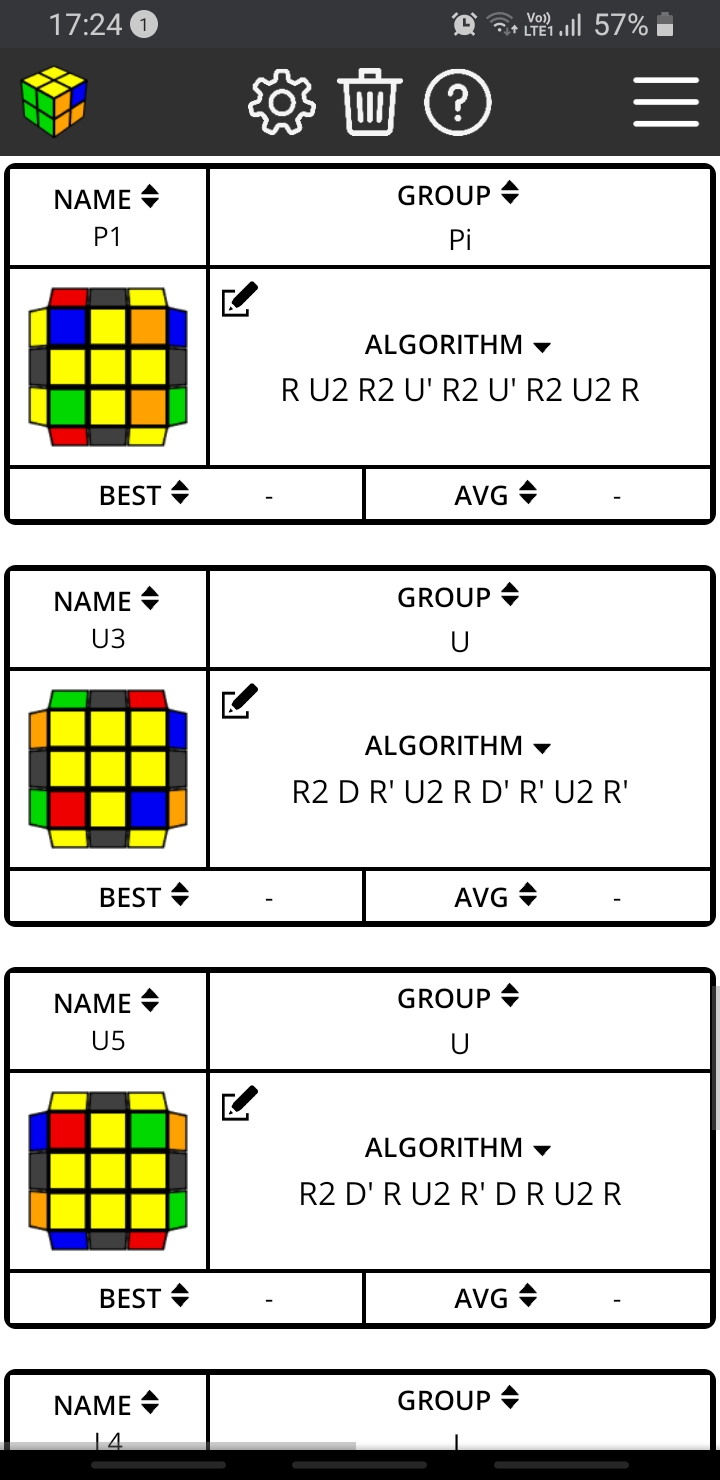 17:24 1 Vo)) LTE1 57%
?
NAME GROUP
P1 Pi
ALGORITHM
R U2 R2 U' R2 U' R2 U2 R
BEST - AVG -
NAME GROUP
U3 U
ALGORITHM
R2 D R' U2 R D' R' U2 R'
BEST - AVG -
NAME GROUP
U5 U
ALGORITHM
R2 D' R U2 R' D R U2 R
BEST - AVG -
NAME GROUP
L4